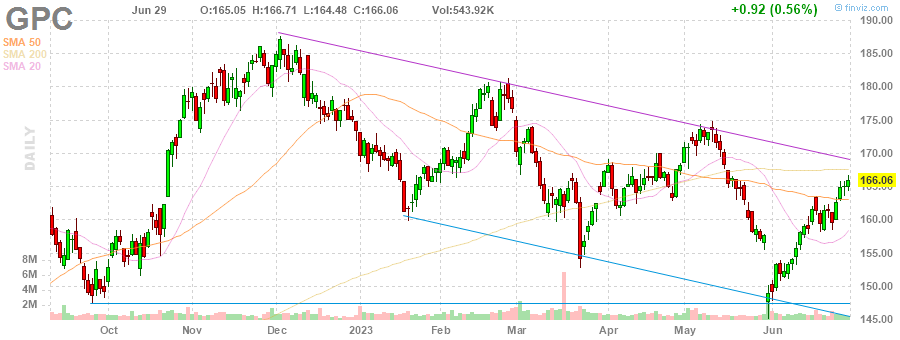 GPC Jun 29 O:165.05 H:166.71 L:164.48 C:166.06 Vol:543.92K +0.92 (0.56%) © finviz.com
SMA 50
SMA 200
SMA 20
DAILY
190.00
185.00
180.00
175.00
170.00
166.06
165.00
160.00
155.00
150.00
145.00
8M
6M
4M
2M
Oct Nov Dec 2023 Feb Mar Apr May Jun